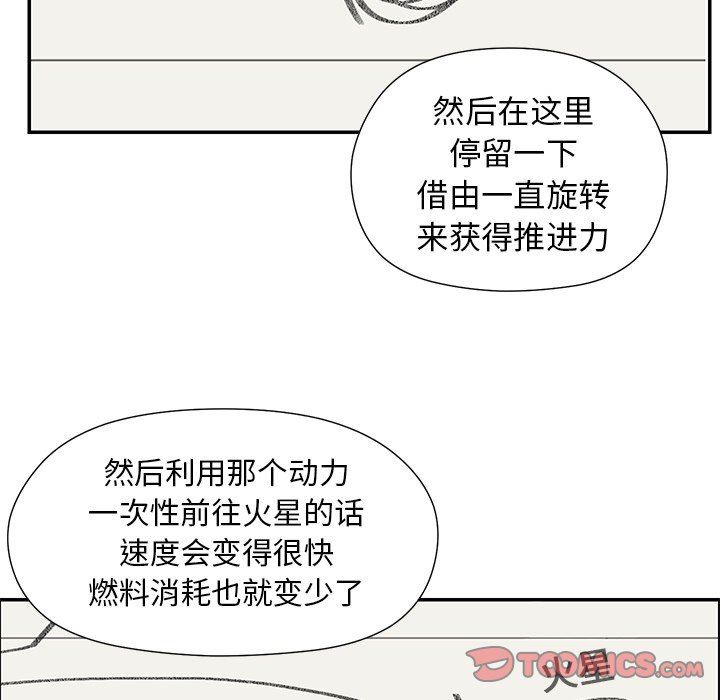 然后在这里
停留一下
借由一直旋转
来获得推进力
然后利用那个动力
一次性前往火星的话
速度会变得很快
燃料消耗也就变少了
火星
TOOMICS.COM